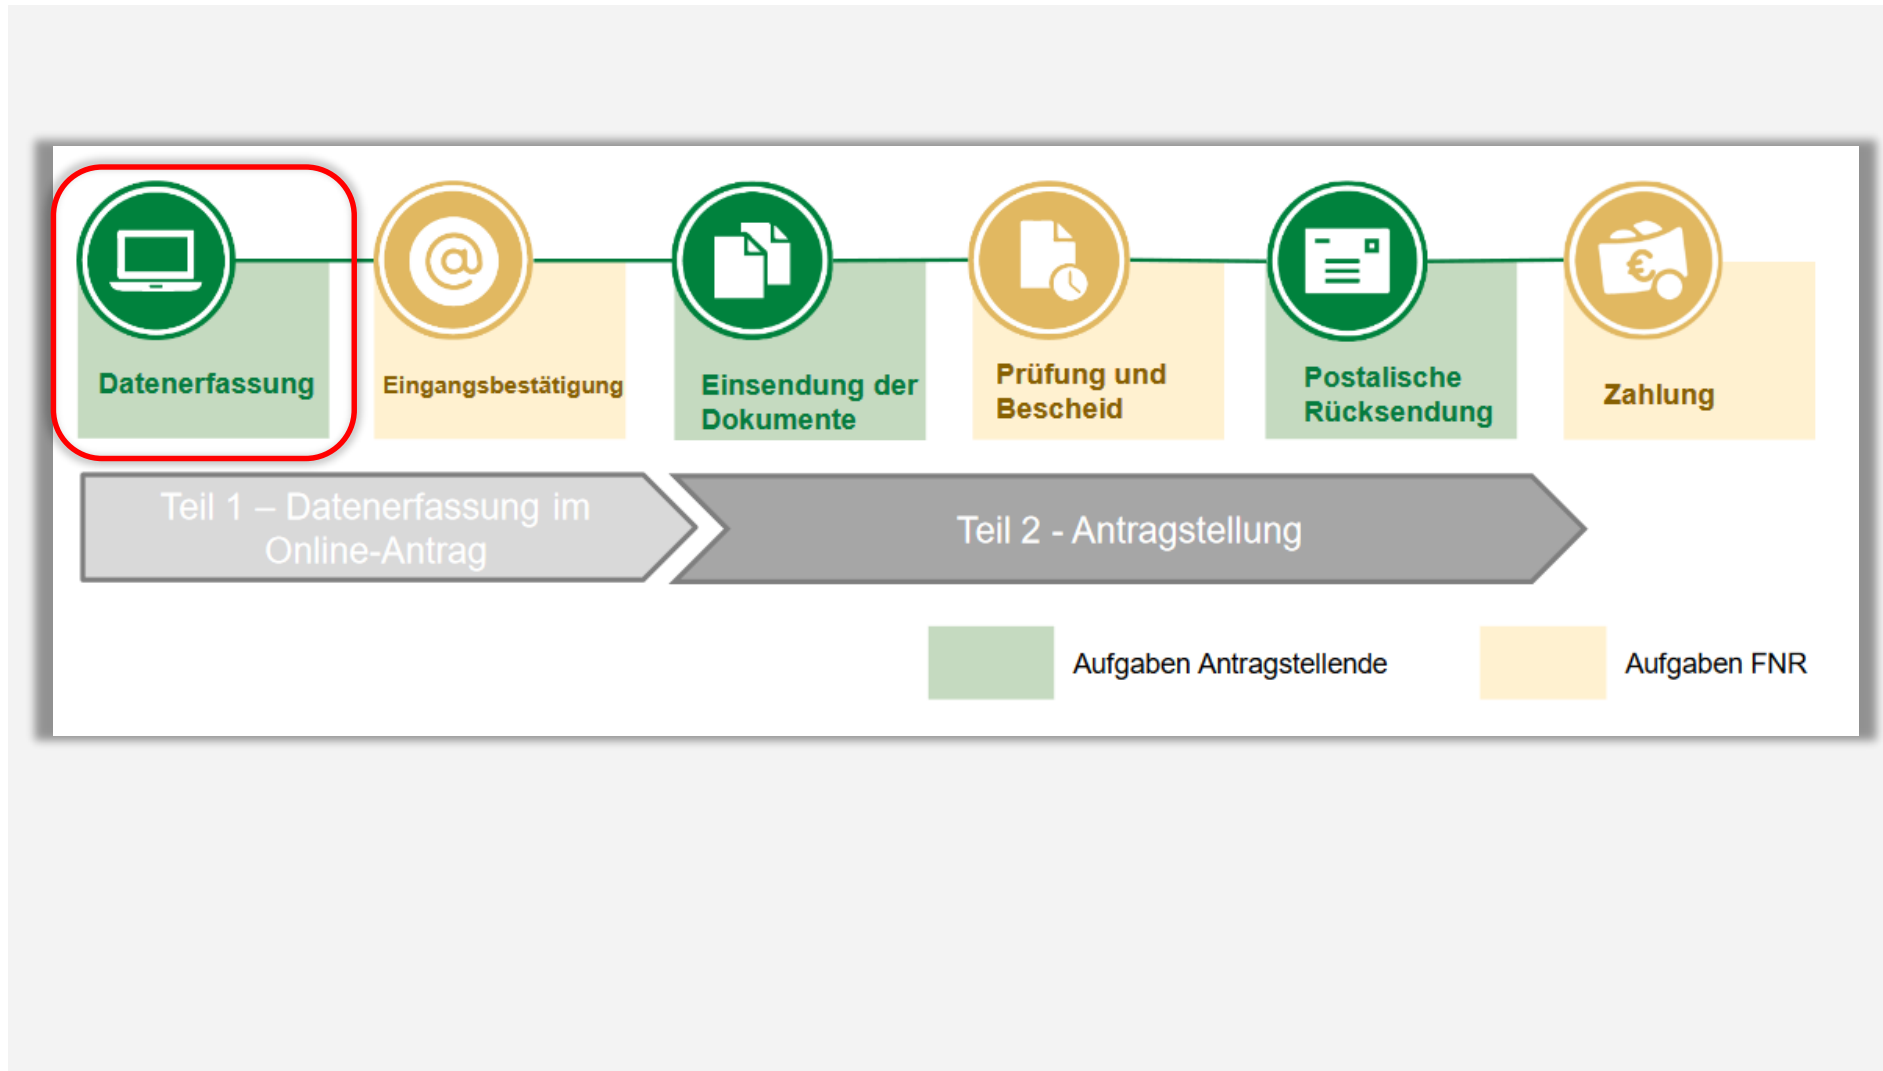 Datenerfassung
Eingangsbestätigung
Einsendung der
Dokumente
Prüfung und
Bescheid
Postalische
Rücksendung
Zahlung
Teil 1 – Datenerfassung im
Online-Antrag
Teil 2 - Antragstellung
Aufgaben Antragstellende
Aufgaben FNR